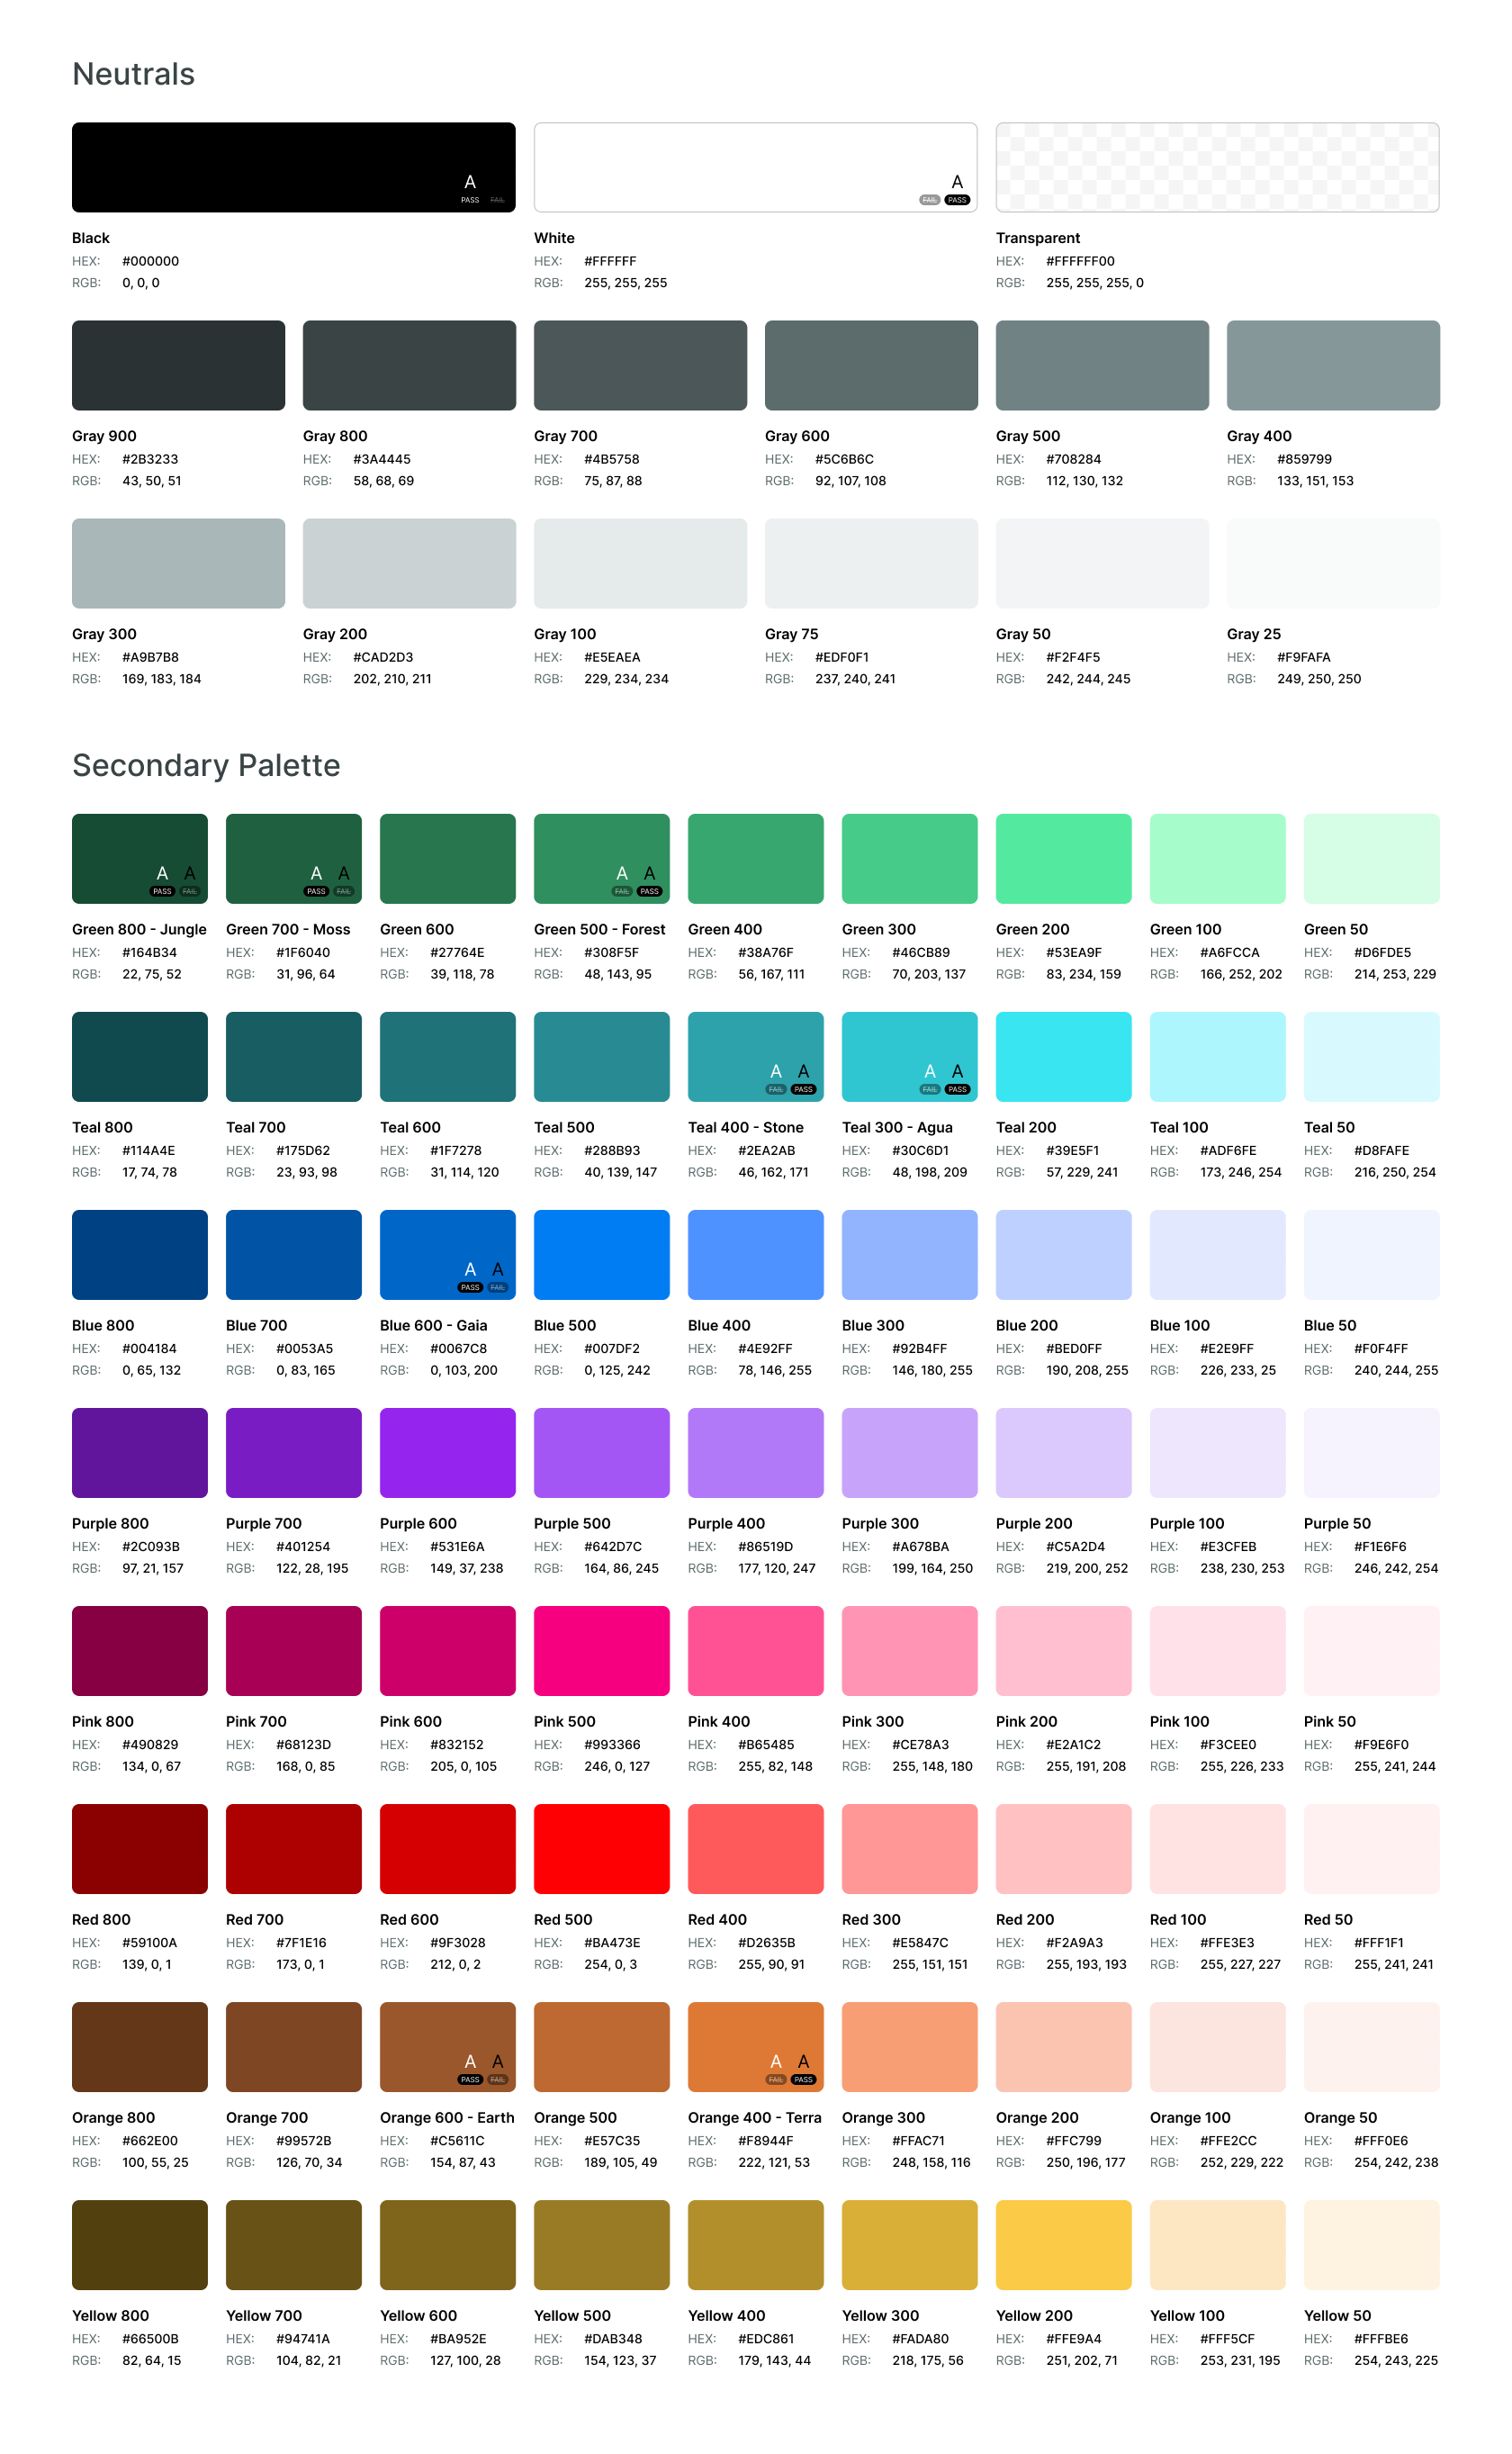 Neutrals
A
PASS FAIL
A
FAIL PASS
Black White Transparent
HEX: #000000 HEX: #FFFFFF HEX: #FFFFFF00
RGB: 0, 0, 0 RGB: 255, 255, 255 RGB: 255, 255, 255, 0
Gray 900 Gray 800 Gray 700 Gray 600 Gray 500 Gray 400
HEX: #2B3233 HEX: #3A4445 HEX: #4B5758 HEX: #5C6B6C HEX: #708284 HEX: #859799
RGB: 43, 50, 51 RGB: 58, 68, 69 RGB: 75, 87, 88 RGB: 92, 107, 108 RGB: 112, 130, 132 RGB: 133, 151, 153
Gray 300 Gray 200 Gray 100 Gray 75 Gray 50 Gray 25
HEX: #A9B7B8 HEX: #CAD2D3 HEX: #E5EAEA HEX: #EDF0F1 HEX: #F2F4F5 HEX: #F9FAFA
RGB: 169, 183, 184 RGB: 202, 210, 211 RGB: 229, 234, 234 RGB: 237, 240, 241 RGB: 242, 244, 245 RGB: 249, 250, 250
Secondary Palette
A A A A A A
PASS FAIL PASS FAIL FAIL PASS
Green 800 - Jungle Green 700 - Moss Green 600 Green 500 - Forest Green 400 Green 300 Green 200 Green 100 Green 50
HEX: #164B34 HEX: #1F6040 HEX: #27764E HEX: #308F5F HEX: #38A76F HEX: #46CB89 HEX: #53EA9F HEX: #A6FCCA HEX: #D6FDE5
RGB: 22, 75, 52 RGB: 31, 96, 64 RGB: 39, 118, 78 RGB: 48, 143, 95 RGB: 56, 167, 111 RGB: 70, 203, 137 RGB: 83, 234, 159 RGB: 166, 252, 202 RGB: 214, 253, 229
A A A A
FAIL PASS FAIL PASS
Teal 800 Teal 700 Teal 600 Teal 500 Teal 400 - Stone Teal 300 - Agua Teal 200 Teal 100 Teal 50
HEX: #114A4E HEX: #175D62 HEX: #1F7278 HEX: #288B93 HEX: #2EA2AB HEX: #30C6D1 HEX: #39E5F1 HEX: #ADF6FE HEX: #D8FAFE
RGB: 17, 74, 78 RGB: 23, 93, 98 RGB: 31, 114, 120 RGB: 40, 139, 147 RGB: 46, 162, 171 RGB: 48, 198, 209 RGB: 57, 229, 241 RGB: 173, 246, 254 RGB: 216, 250, 254
A A
PASS FAIL
Blue 800 Blue 700 Blue 600 - Gaia Blue 500 Blue 400 Blue 300 Blue 200 Blue 100 Blue 50
HEX: #004184 HEX: #0053A5 HEX: #0067C8 HEX: #007DF2 HEX: #4E92FF HEX: #92B4FF HEX: #BED0FF HEX: #E2E9FF HEX: #F0F4FF
RGB: 0, 65, 132 RGB: 0, 83, 165 RGB: 0, 103, 200 RGB: 0, 125, 242 RGB: 78, 146, 255 RGB: 146, 180, 255 RGB: 190, 208, 255 RGB: 226, 233, 25 RGB: 240, 244, 255
Purple 800 Purple 700 Purple 600 Purple 500 Purple 400 Purple 300 Purple 200 Purple 100 Purple 50
HEX: #2C093B HEX: #401254 HEX: #531E6A HEX: #642D7C HEX: #86519D HEX: #A678BA HEX: #C5A2D4 HEX: #E3CFEB HEX: #F1E6F6
RGB: 97, 21, 157 RGB: 122, 28, 195 RGB: 149, 37, 238 RGB: 164, 86, 245 RGB: 177, 120, 247 RGB: 199, 164, 250 RGB: 219, 200, 252 RGB: 238, 230, 253 RGB: 246, 242, 254
Pink 800 Pink 700 Pink 600 Pink 500 Pink 400 Pink 300 Pink 200 Pink 100 Pink 50
HEX: #490829 HEX: #68123D HEX: #832152 HEX: #993366 HEX: #B65485 HEX: #CE78A3 HEX: #E2A1C2 HEX: #F3CEE0 HEX: #F9E6F0
RGB: 134, 0, 67 RGB: 168, 0, 85 RGB: 205, 0, 105 RGB: 246, 0, 127 RGB: 255, 82, 148 RGB: 255, 148, 180 RGB: 255, 191, 208 RGB: 255, 226, 233 RGB: 255, 241, 244
Red 800 Red 700 Red 600 Red 500 Red 400 Red 300 Red 200 Red 100 Red 50
HEX: #59100A HEX: #7F1E16 HEX: #9F3028 HEX: #BA473E HEX: #D2635B HEX: #E5847C HEX: #F2A9A3 HEX: #FFE3E3 HEX: #FFF1F1
RGB: 139, 0, 1 RGB: 173, 0, 1 RGB: 212, 0, 2 RGB: 254, 0, 3 RGB: 255, 90, 91 RGB: 255, 151, 151 RGB: 255, 193, 193 RGB: 255, 227, 227 RGB: 255, 241, 241
A A A A
PASS FAIL FAIL PASS
Orange 800 Orange 700 Orange 600 - Earth Orange 500 Orange 400 - Terra Orange 300 Orange 200 Orange 100 Orange 50
HEX: #662E00 HEX: #99572B HEX: #C5611C HEX: #E57C35 HEX: #F8944F HEX: #FFAC71 HEX: #FFC799 HEX: #FFE2CC HEX: #FFF0E6
RGB: 100, 55, 25 RGB: 126, 70, 34 RGB: 154, 87, 43 RGB: 189, 105, 49 RGB: 222, 121, 53 RGB: 248, 158, 116 RGB: 250, 196, 177 RGB: 252, 229, 222 RGB: 254, 242, 238
Yellow 800 Yellow 700 Yellow 600 Yellow 500 Yellow 400 Yellow 300 Yellow 200 Yellow 100 Yellow 50
HEX: #66500B HEX: #94741A HEX: #BA952E HEX: #DAB348 HEX: #EDC861 HEX: #FADA80 HEX: #FFE9A4 HEX: #FFF5CF HEX: #FFFBE6
RGB: 82, 64, 15 RGB: 104, 82, 21 RGB: 127, 100, 28 RGB: 154, 123, 37 RGB: 179, 143, 44 RGB: 218, 175, 56 RGB: 251, 202, 71 RGB: 253, 231, 195 RGB: 254, 243, 225